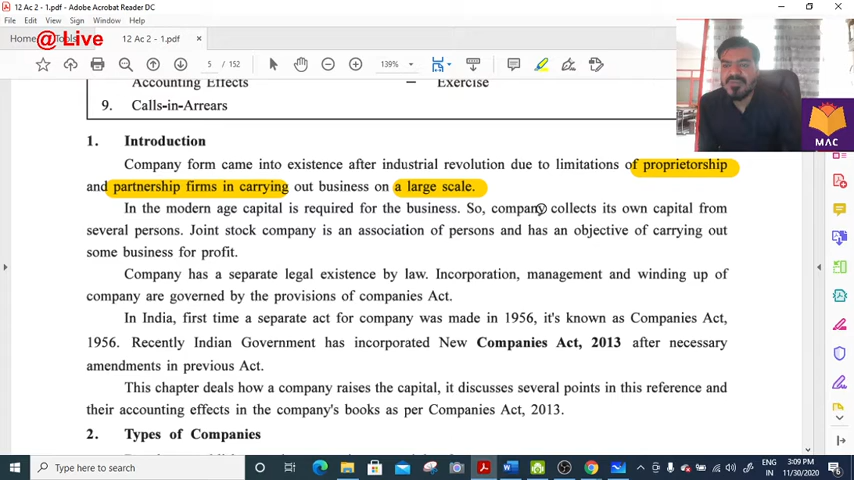 12 Ac 2 - 1.pdf - Adobe Acrobat Reader DC
File Edit View Sign Window Help
Home Tools
@ Live
12 Ac 2 - 1.pdf ×
5 / 152
139%
Accounting Effects – Exercise
9. Calls-in-Arrears
MAC
1. Introduction
Company form came into existence after industrial revolution due to limitations of proprietorship
and partnership firms in carrying out business on a large scale.
In the modern age capital is required for the business. So, company collects its own capital from
several persons. Joint stock company is an association of persons and has an objective of carrying out
some business for profit.
Company has a separate legal existence by law. Incorporation, management and winding up of
company are governed by the provisions of companies Act.
In India, first time a separate act for company was made in 1956, it's known as Companies Act,
1956. Recently Indian Government has incorporated New Companies Act, 2013 after necessary
amendments in previous Act.
This chapter deals how a company raises the capital, it discusses several points in this reference and
their accounting effects in the company's books as per Companies Act, 2013.
2. Types of Companies
Type here to search
ENG
IN
3:09 PM
11/30/2020
6